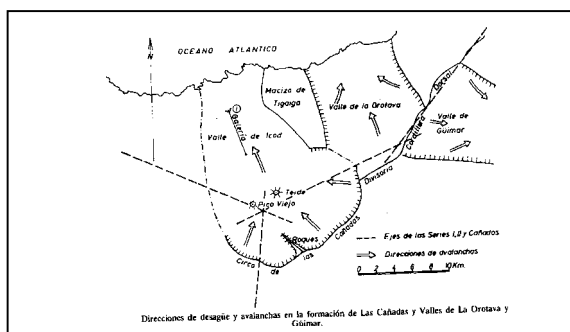 OCEANO ATLANTICO
N
Macizo de
Tigaiga
Valle de la Orotava
Dorsal
Cordillera
Valle de
Güimar
Galería
Valle de Icod
Divisoria
Teide
Pico Viejo
Roques
Circo de las Cañadas
Ejes de las Series I,II y Cañadas
Direcciones de avalanchas
0 2 4 6 8 10Km.
Direcciones de desagüe y avalanchas en la formación de Las Cañadas y Valles de La Orotava y
Güimar.